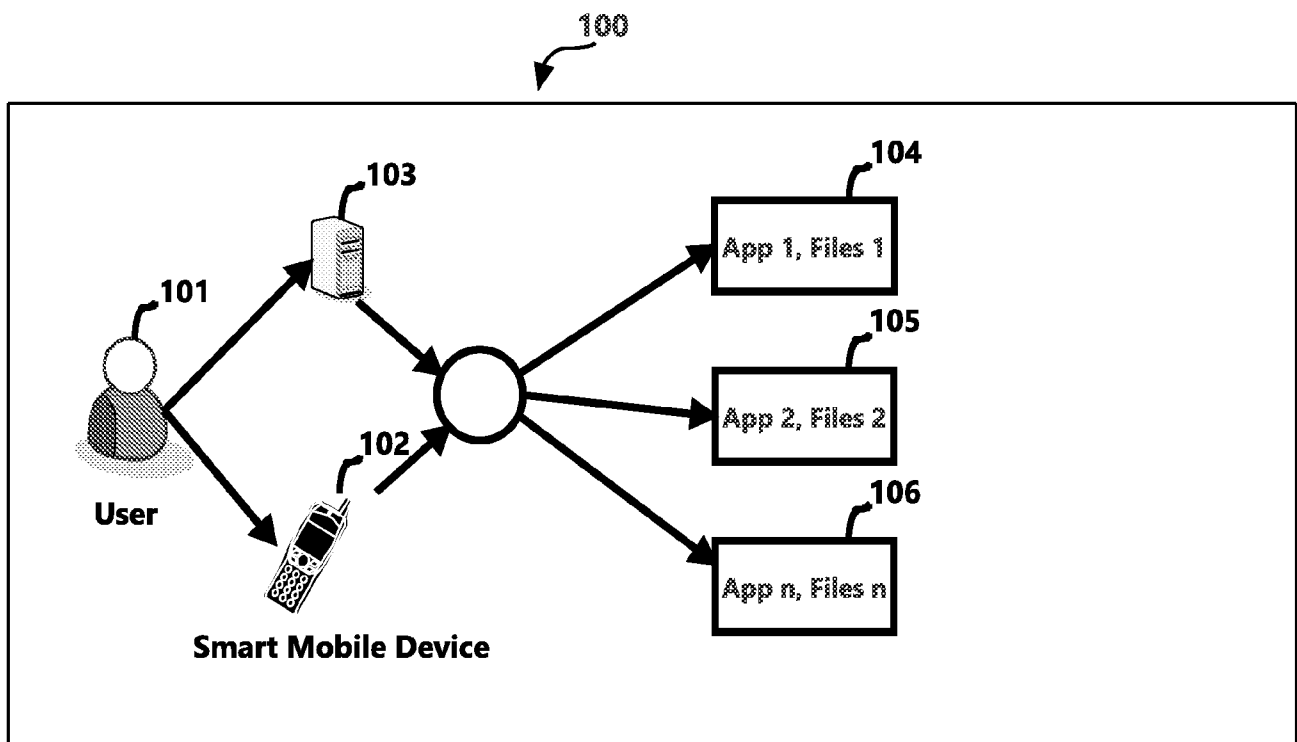 100
103
104
App 1, Files 1
101
105
App 2, Files 2
102
User
106
App n, Files n
Smart Mobile Device